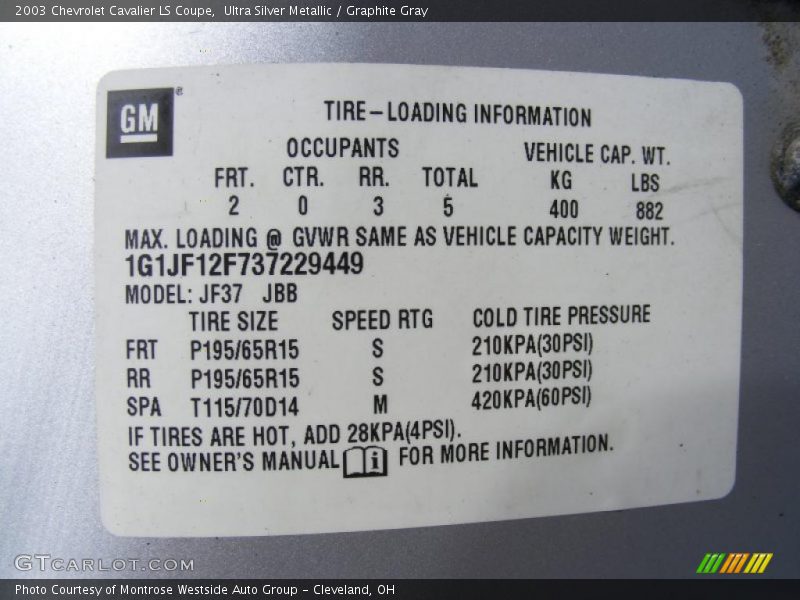 2003 Chevrolet Cavalier LS Coupe, Ultra Silver Metallic / Graphite Gray
GM®
TIRE-LOADING INFORMATION
OCCUPANTS VEHICLE CAP. WT.
FRT. CTR. RR. TOTAL KG LBS
2 0 3 5 400 882
MAX. LOADING @ GVWR SAME AS VEHICLE CAPACITY WEIGHT.
1G1JF12F737229449
MODEL: JF37 JBB
TIRE SIZE SPEED RTG COLD TIRE PRESSURE
FRT P195/65R15 S 210KPA(30PSI)
RR P195/65R15 S 210KPA(30PSI)
SPA T115/70D14 M 420KPA(60PSI)
IF TIRES ARE HOT, ADD 28KPA(4PSI).
SEE OWNER'S MANUAL i FOR MORE INFORMATION.
GTCARLOT.COM
Photo Courtesy of Montrose Westside Auto Group - Cleveland, OH